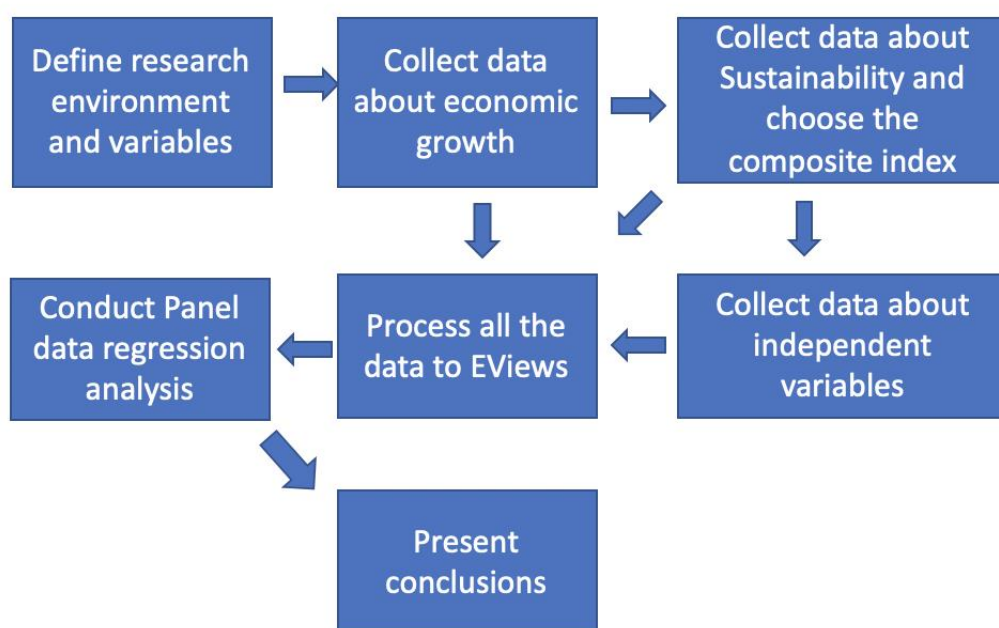 Define research
environment
and variables
Collect data
about economic
growth
Collect data about
Sustainability and
choose the
composite index
Conduct Panel
data regression
analysis
Process all the
data to EViews
Collect data about
independent
variables
Present
conclusions